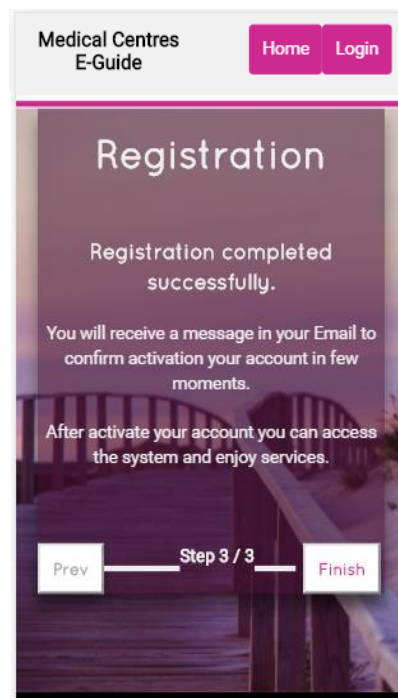 Medical Centres
E-Guide
Home
Login
Registration
Registration completed
successfully.
You will receive a message in your Email to
confirm activation your account in few
moments.
After activate your account you can access
the system and enjoy services.
Prev
Step 3 / 3
Finish